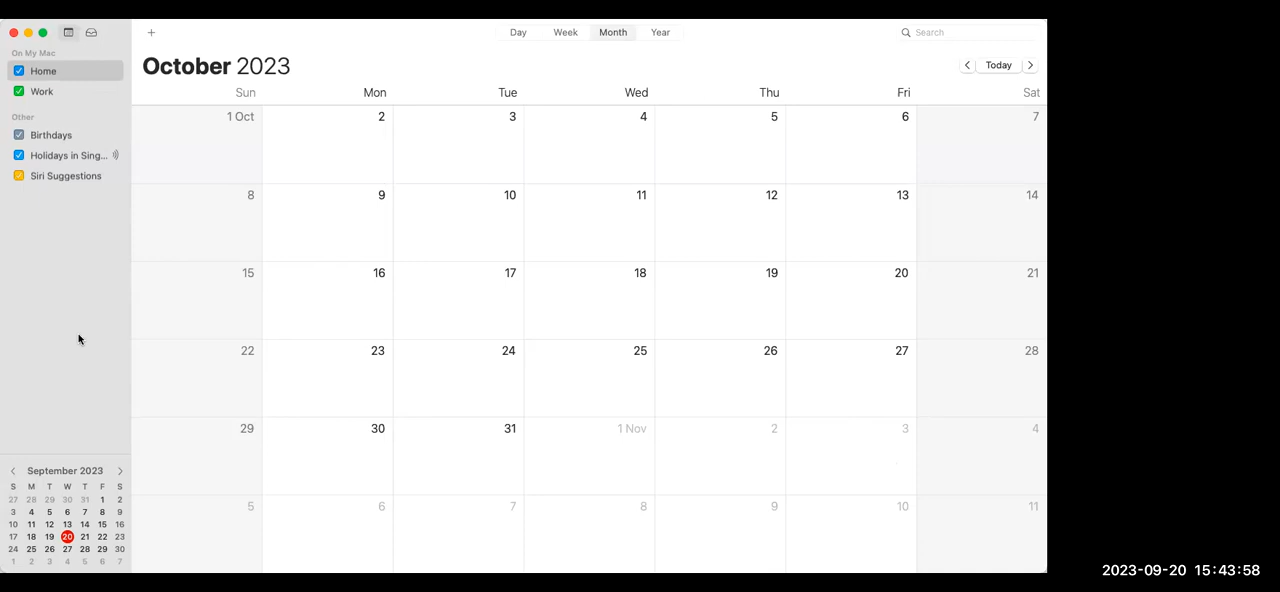 Day Week Month Year
Search
On My Mac
Home
Work
Other
Birthdays
Holidays in Sing...
Siri Suggestions
October 2023
Today
Sun Mon Tue Wed Thu Fri Sat
1 Oct 2 3 4 5 6 7
8 9 10 11 12 13 14
15 16 17 18 19 20 21
22 23 24 25 26 27 28
29 30 31 1 Nov 2 3 4
5 6 7 8 9 10 11
September 2023
S M T W T F S
27 28 29 30 31 1 2
3 4 5 6 7 8 9
10 11 12 13 14 15 16
17 18 19 20 21 22 23
24 25 26 27 28 29 30
1 2 3 4 5 6 7
2023-09-20 15:43:58